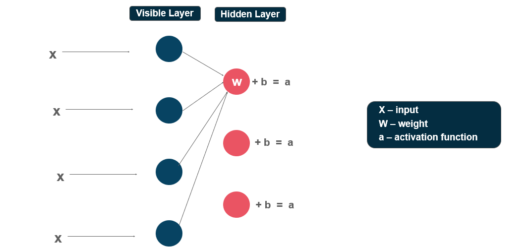 Visible Layer
Hidden Layer
x
w + b = a
x
+ b = a
x
+ b = a
x
X – input
W – weight
a – activation function